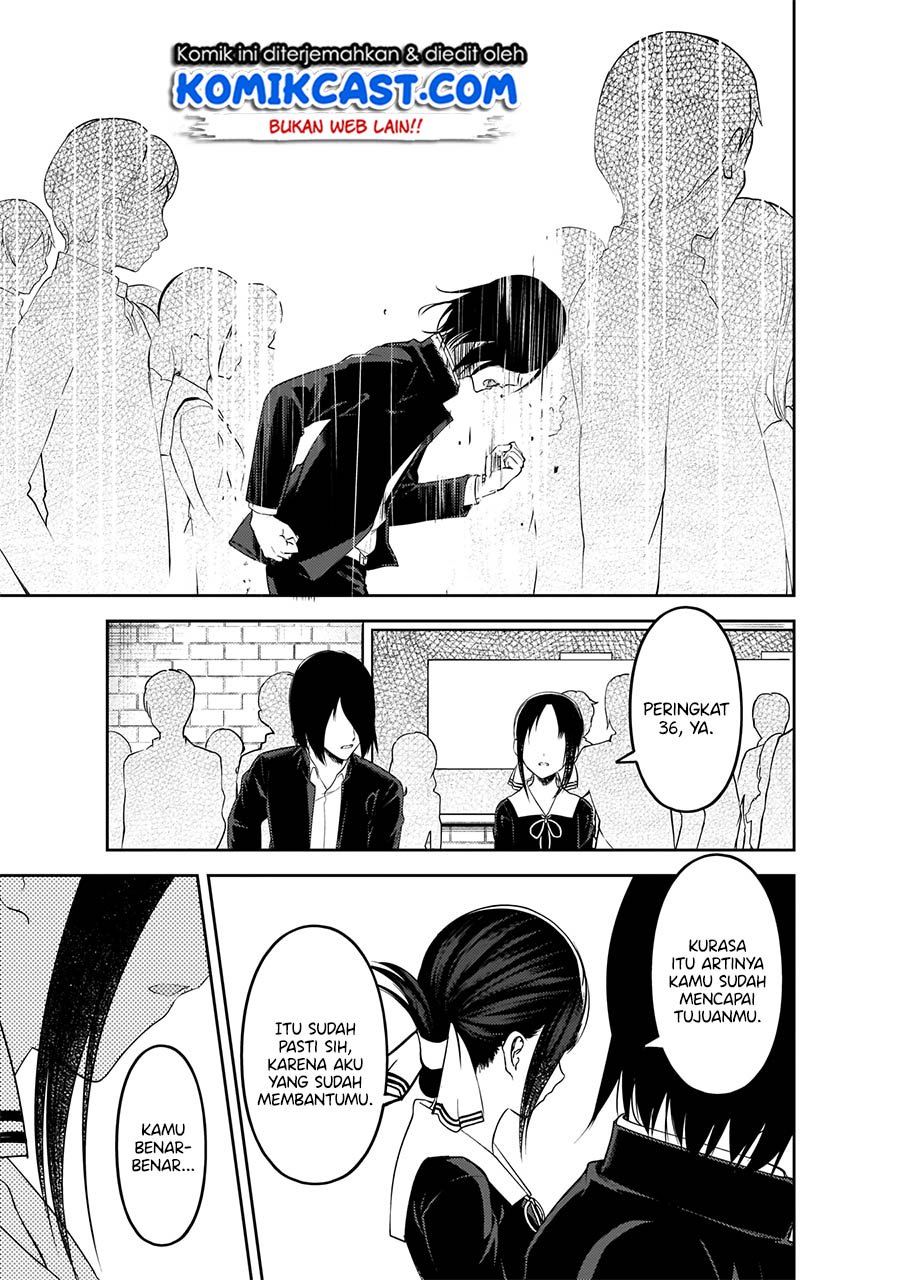 Komik ini diterjemahkan & diedit oleh
KOMIKCAST.COM
BUKAN WEB LAIN!!
PERINGKAT
36, YA.
KURASA
ITU ARTINYA
KAMU SUDAH
MENCAPAI
TUJUANMU.
ITU SUDAH
PASTI SIH,
KARENA AKU
YANG SUDAH
MEMBANTUMU.
KAMU
BENAR-
BENAR...